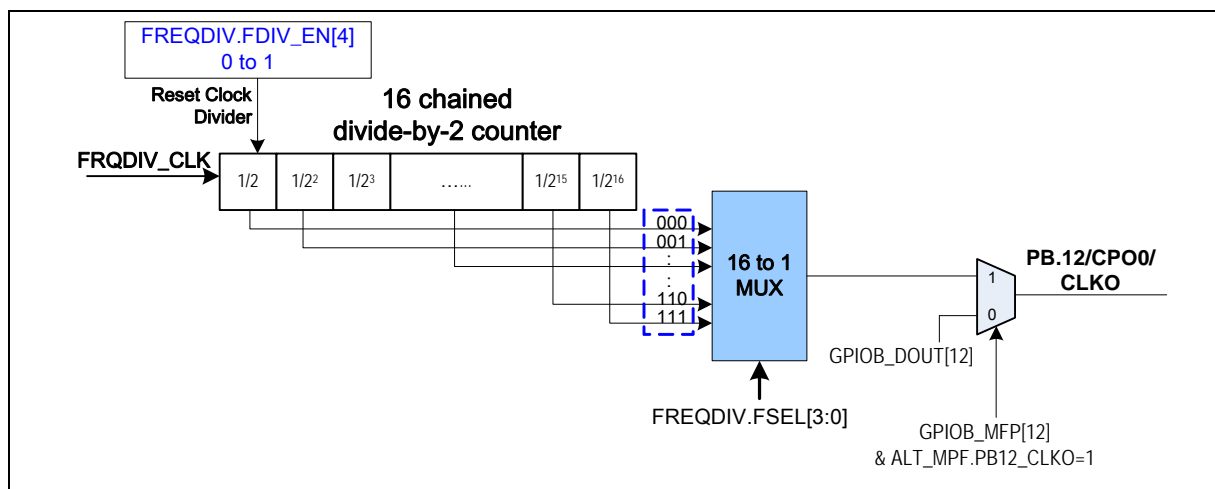 FREQDIV.FDIV_EN[4]
0 to 1
Reset Clock
Divider
16 chained
divide-by-2 counter
FRQDIV_CLK
1/2 1/2² 1/2³ ....... 1/2¹⁵ 1/2¹⁶
000
001
:
:
110
111
16 to 1
MUX
FREQDIV.FSEL[3:0]
PB.12/CPO0/
CLKO
1
0
GPIOB_DOUT[12]
GPIOB_MFP[12]
& ALT_MPF.PB12_CLKO=1